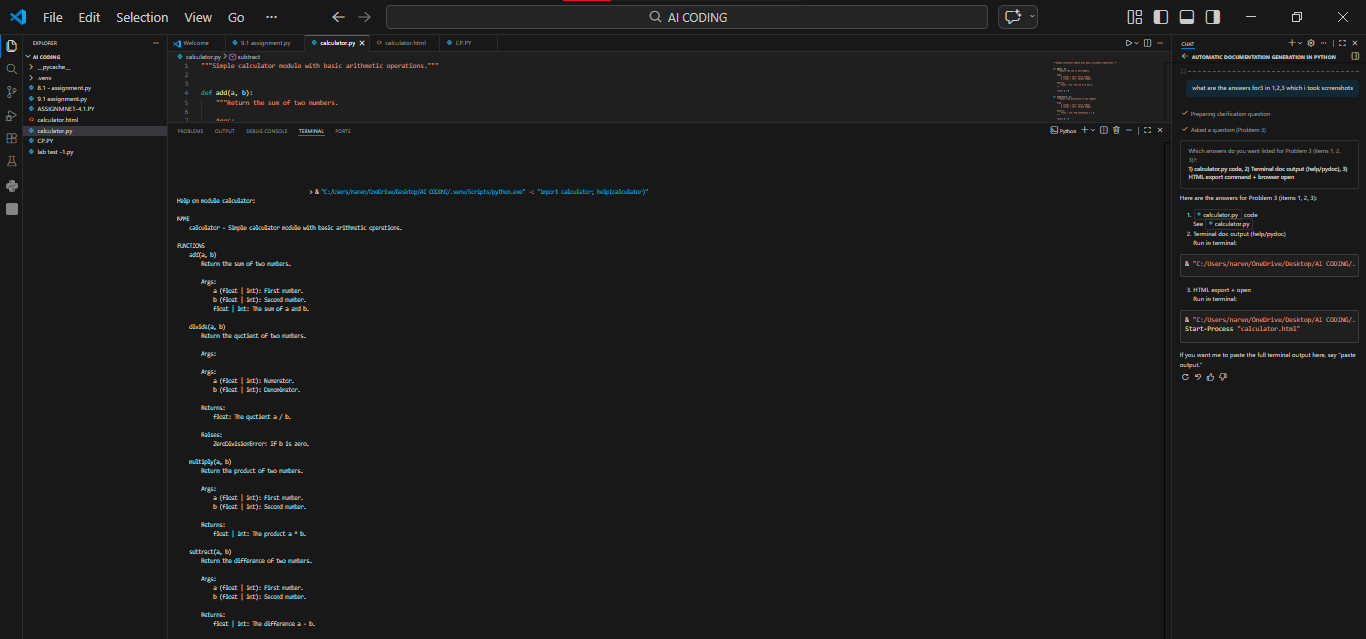 File Edit Selection View Go ··· AI CODING
EXPLORER
AI CODING
__pycache__
.venv
8.1 - assignment.py
9.1 assignment.py
ASSIGNMNET-4.1.PY
calculator.html
calculator.py
CP.PY
lab test -1.py
Welcome 9.1 assignment.py calculator.py calculator.html CP.PY
calculator.py > subtract
1 """Simple calculator module with basic arithmetic operations."""
2
3
4 def add(a, b):
5 """Return the sum of two numbers.
6
7 Args:
PROBLEMS OUTPUT DEBUG CONSOLE TERMINAL PORTS
Python
> & "C:/Users/naren/OneDrive/Desktop/AI CODING/.venv/Scripts/python.exe" -c "import calculator; help(calculator)"
Help on module calculator:
NAME
calculator - Simple calculator module with basic arithmetic operations.
FUNCTIONS
add(a, b)
Return the sum of two numbers.
Args:
a (float | int): First number.
b (float | int): Second number.
float | int: The sum of a and b.
divide(a, b)
Return the quotient of two numbers.
Args:
Args:
a (float | int): Numerator.
b (float | int): Denominator.
Returns:
float: The quotient a / b.
Raises:
ZeroDivisionError: If b is zero.
multiply(a, b)
Return the product of two numbers.
Args:
a (float | int): First number.
b (float | int): Second number.
Returns:
float | int: The product a * b.
subtract(a, b)
Return the difference of two numbers.
Args:
a (float | int): First number.
b (float | int): Second number.
Returns:
float | int: The difference a - b.
CHAT
AUTOMATIC DOCUMENTATION GENERATION IN PYTHON
what are the answers for3 in 1,2,3 which i took screnshots
Preparing clarification question
Asked a question (Problem 3)
Which answers do you want listed for Problem 3 (items 1, 2,
3)?:
1) calculator.py code, 2) Terminal doc output (help/pydoc), 3)
HTML export command + browser open
Here are the answers for Problem 3 (items 1, 2, 3):
1. calculator.py code
See calculator.py
2. Terminal doc output (help/pydoc)
Run in terminal:
& "C:/Users/naren/OneDrive/Desktop/AI CODING/.
3. HTML export + open
Run in terminal:
& "C:/Users/naren/OneDrive/Desktop/AI CODING/.
Start-Process "calculator.html"
If you want me to paste the full terminal output here, say "paste
output."